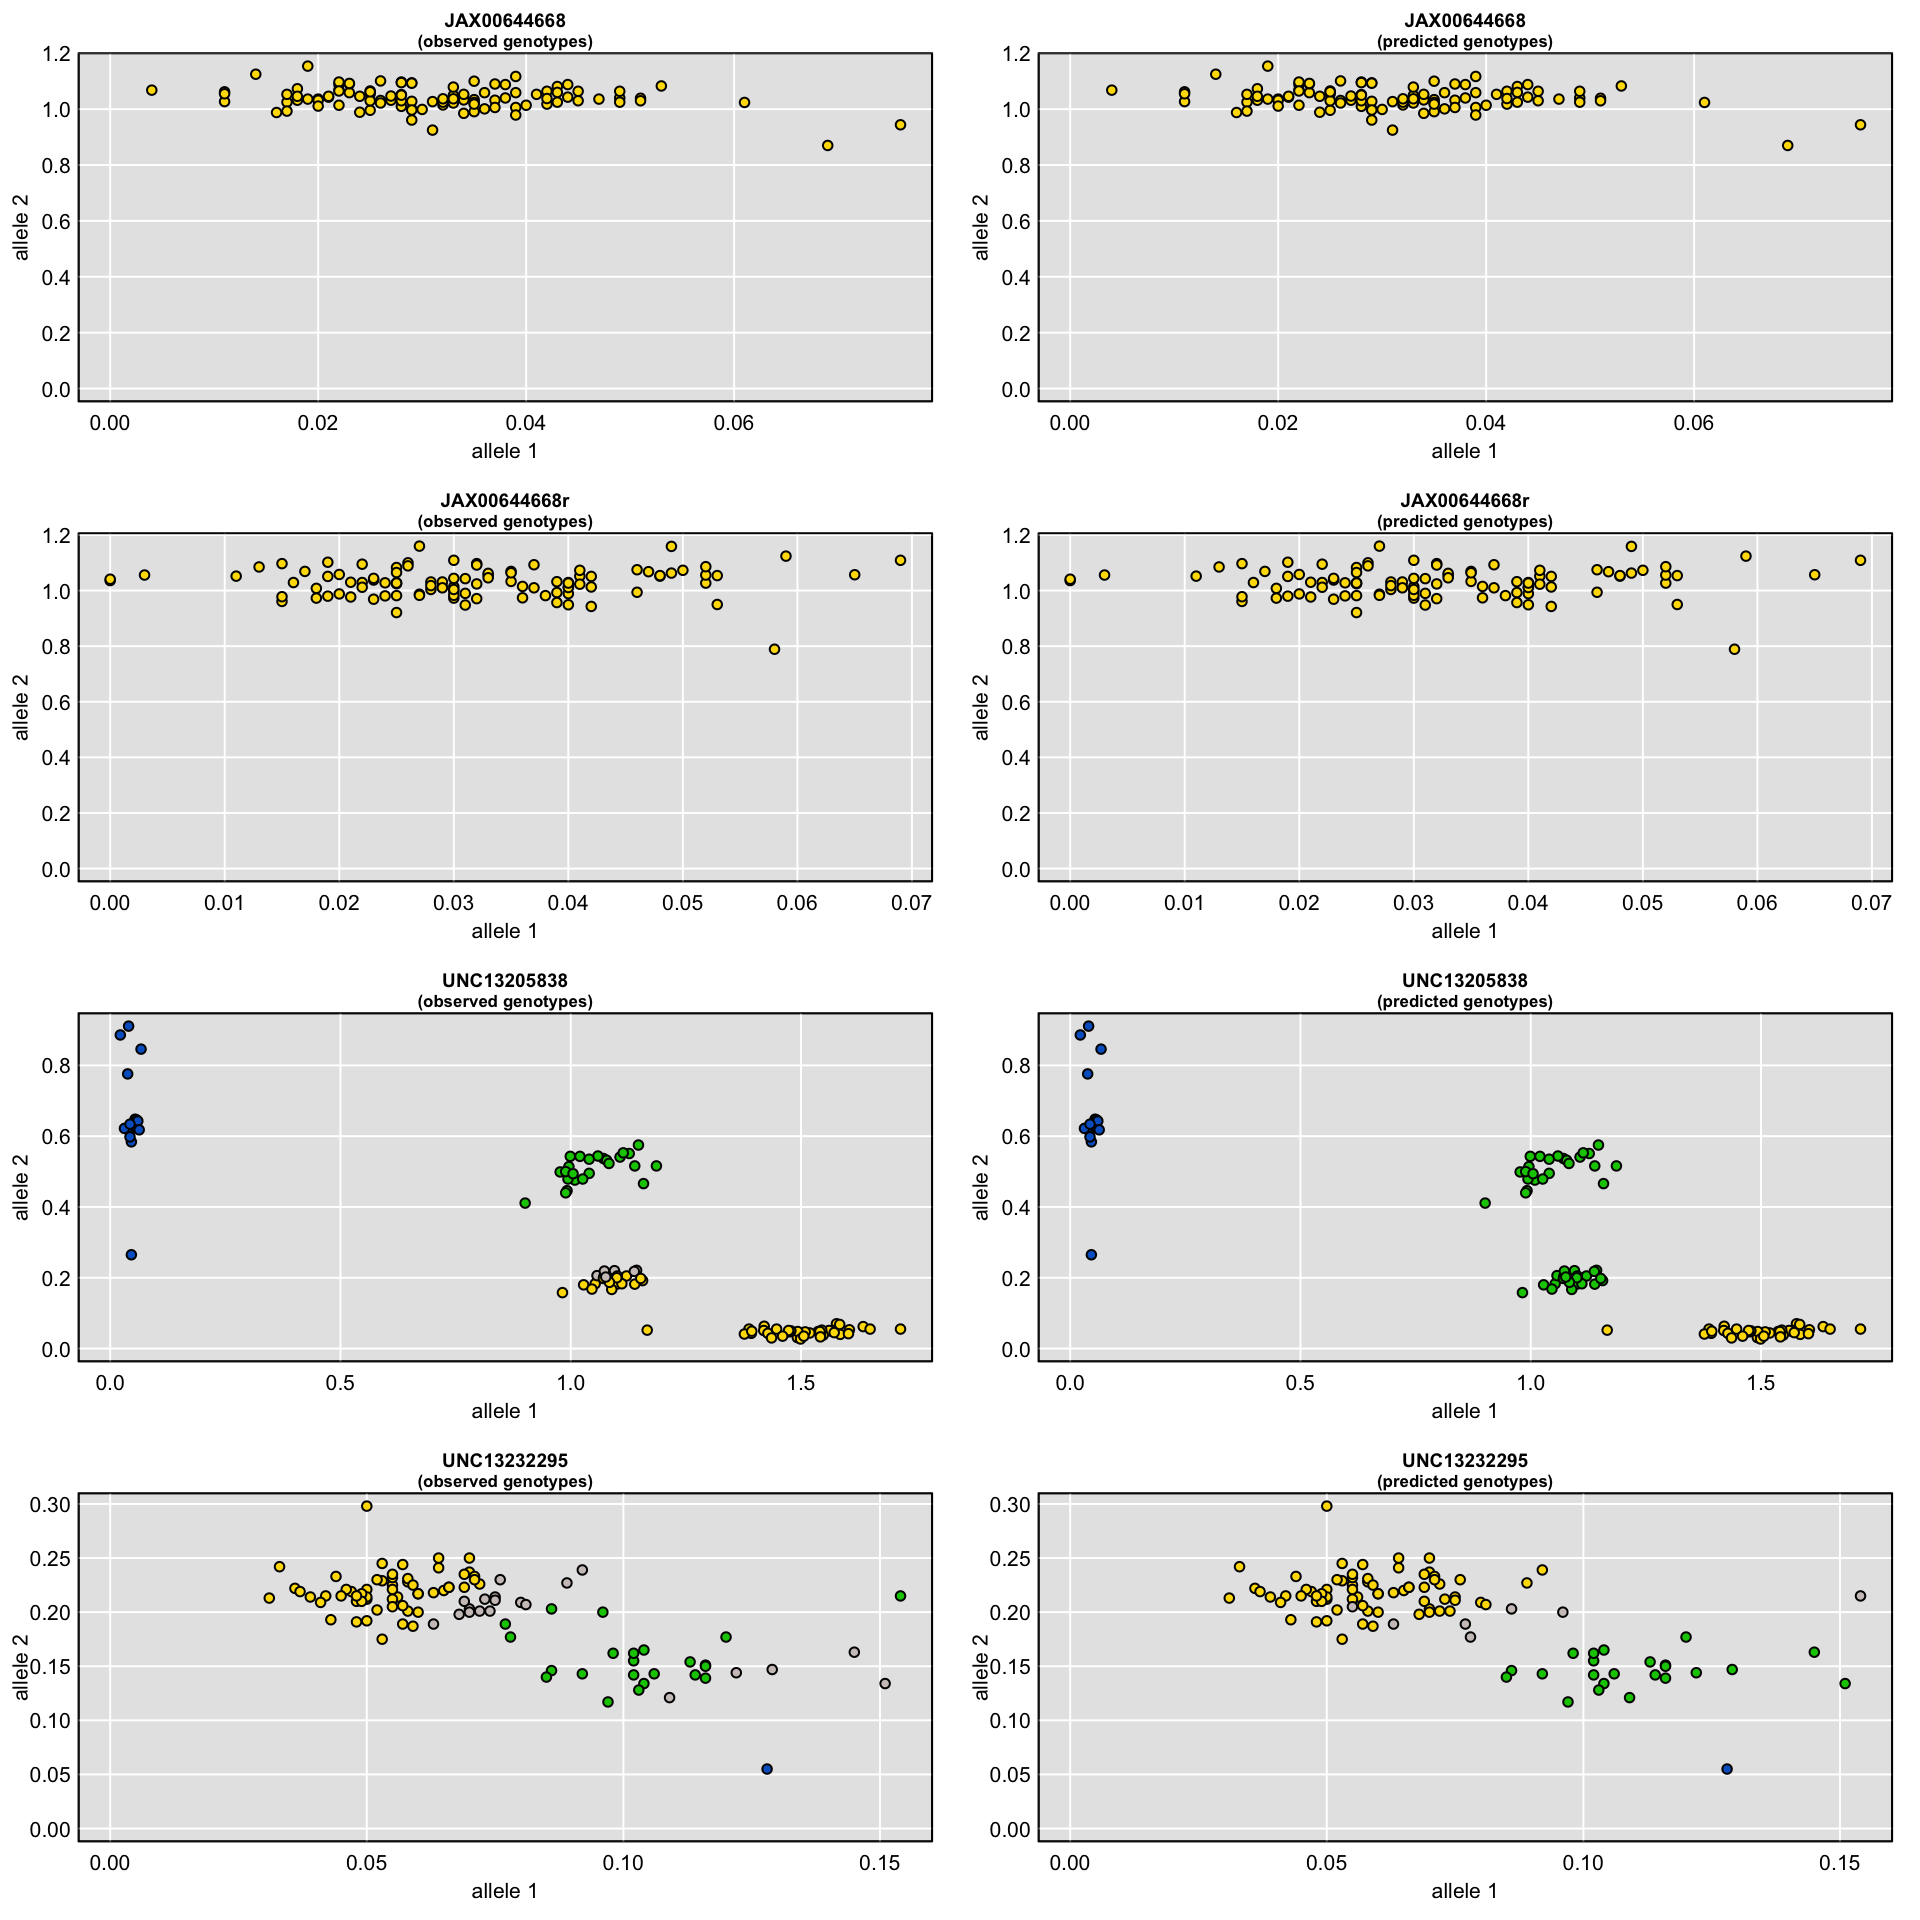 JAX00644668
(observed genotypes)
1.2
1.0
0.8
0.6
0.4
0.2
0.0
allele 2
0.00 0.02 0.04 0.06
allele 1
JAX00644668
(predicted genotypes)
1.2
1.0
0.8
0.6
0.4
0.2
0.0
allele 2
0.00 0.02 0.04 0.06
allele 1
JAX00644668r
(observed genotypes)
1.2
1.0
0.8
0.6
0.4
0.2
0.0
allele 2
0.00 0.01 0.02 0.03 0.04 0.05 0.06 0.07
allele 1
JAX00644668r
(predicted genotypes)
1.2
1.0
0.8
0.6
0.4
0.2
0.0
allele 2
0.00 0.01 0.02 0.03 0.04 0.05 0.06 0.07
allele 1
UNC13205838
(observed genotypes)
0.8
0.6
0.4
0.2
0.0
allele 2
0.0 0.5 1.0 1.5
allele 1
UNC13205838
(predicted genotypes)
0.8
0.6
0.4
0.2
0.0
allele 2
0.0 0.5 1.0 1.5
allele 1
UNC13232295
(observed genotypes)
0.30
0.25
0.20
0.15
0.10
0.05
0.00
allele 2
0.00 0.05 0.10 0.15
allele 1
UNC13232295
(predicted genotypes)
0.30
0.25
0.20
0.15
0.10
0.05
0.00
allele 2
0.00 0.05 0.10 0.15
allele 1